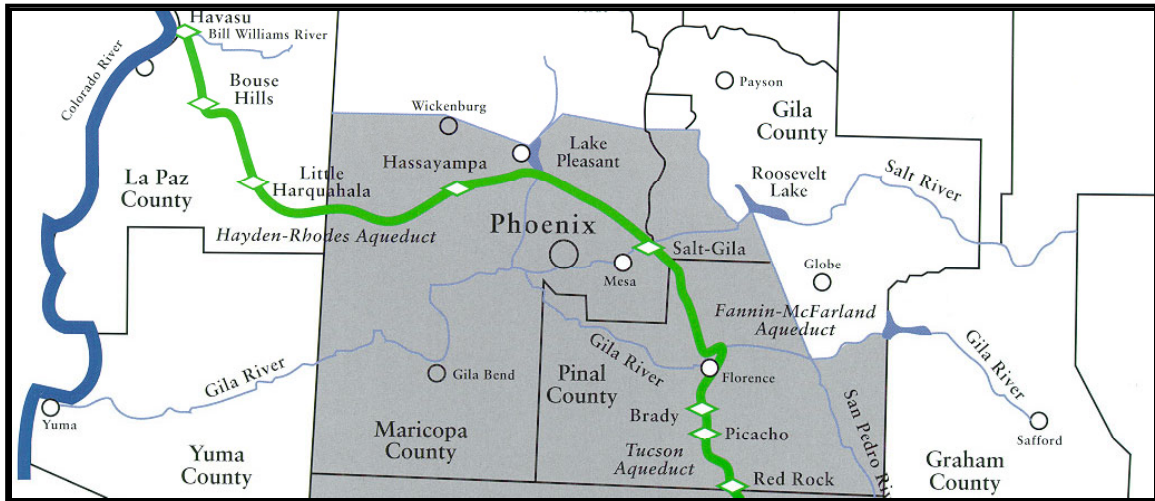 Havasu
Bill Williams River
Colorado River
Bouse
Hills
Payson
Gila
County
Wickenburg
Lake
Pleasant
Hassayampa
Little
Harquahala
La Paz
County
Roosevelt
Lake
Salt River
Hayden-Rhodes Aqueduct
Phoenix
Salt-Gila
Mesa
Globe
Fannin-McFarland
Aqueduct
Gila River
Gila River
Gila River
Gila Bend
Florence
Pinal
County
Brady
Picacho
San Pedro Riv
Yuma
Safford
Maricopa
County
Yuma
County
Tucson
Aqueduct
Red Rock
Graham
County